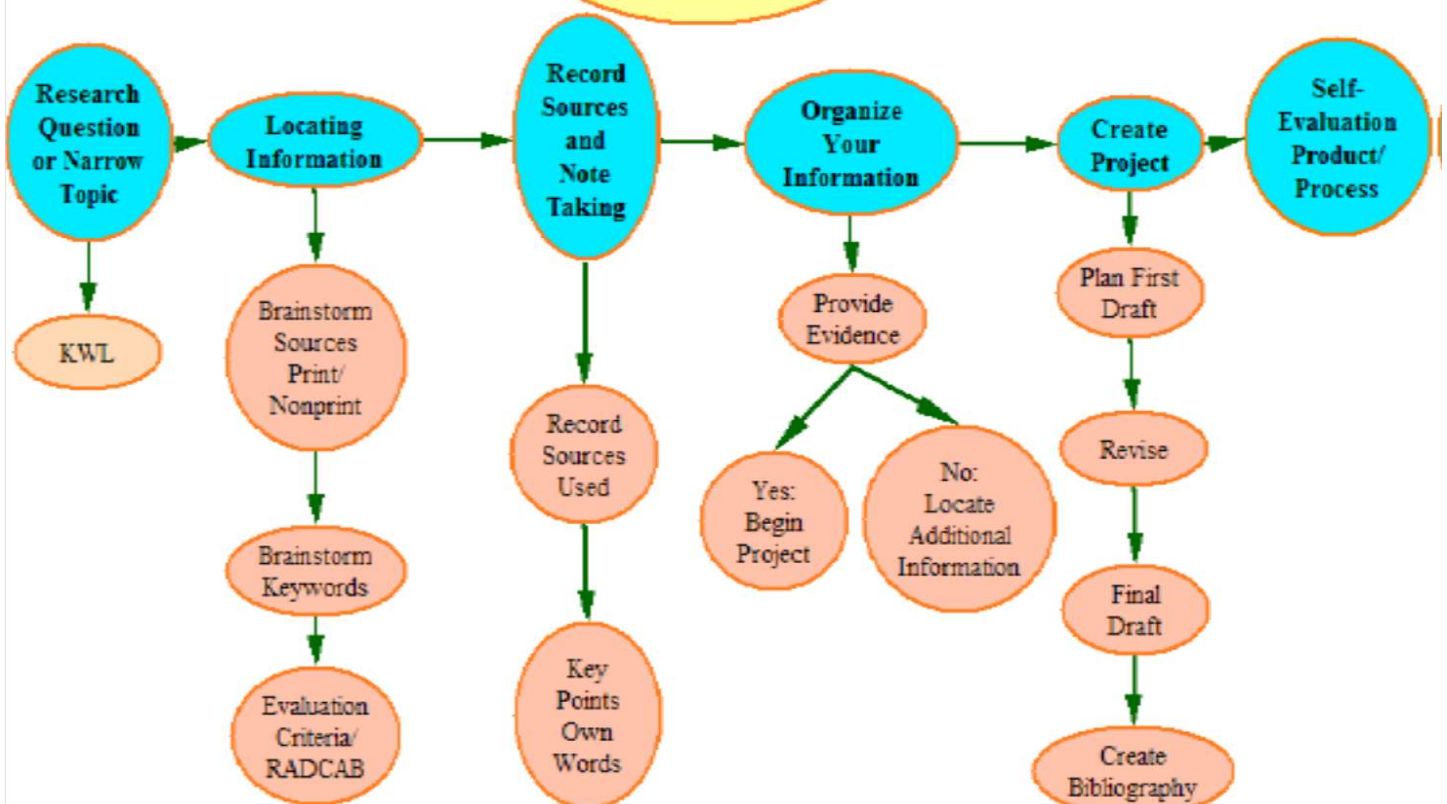 Research
Question
or Narrow
Topic
Locating
Information
Record
Sources
and
Note
Taking
Organize
Your
Information
Create
Project
Self-
Evaluation
Product/
Process
KWL
Brainstorm
Sources
Print/
Nonprint
Brainstorm
Keywords
Evaluation
Criteria/
RADCAB
Record
Sources
Used
Key
Points
Own
Words
Provide
Evidence
Yes:
Begin
Project
No:
Locate
Additional
Information
Plan First
Draft
Revise
Final
Draft
Create
Bibliography